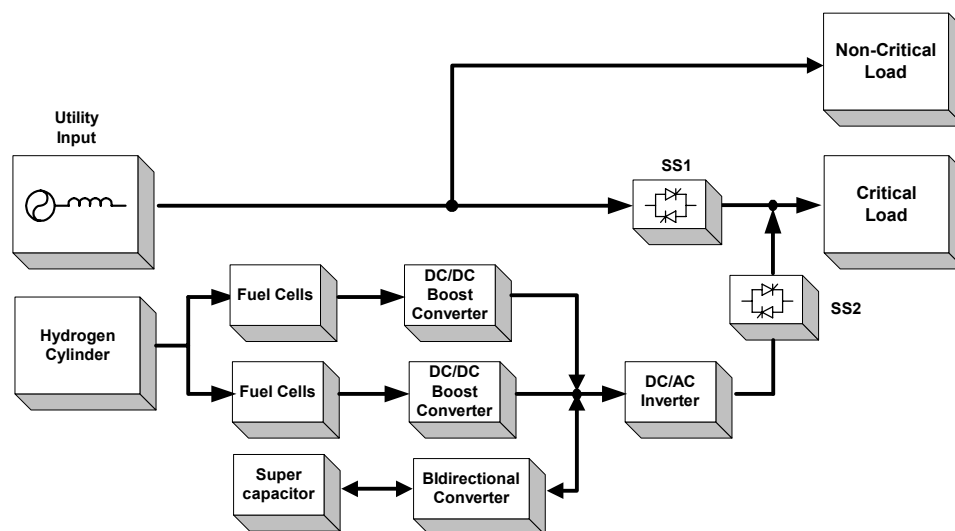 Non-Critical
Load
Utility
Input
SS1
Critical
Load
Fuel Cells
DC/DC
Boost
Converter
SS2
Hydrogen
Cylinder
Fuel Cells
DC/DC
Boost
Converter
DC/AC
Inverter
Super
capacitor
BIdirectional
Converter